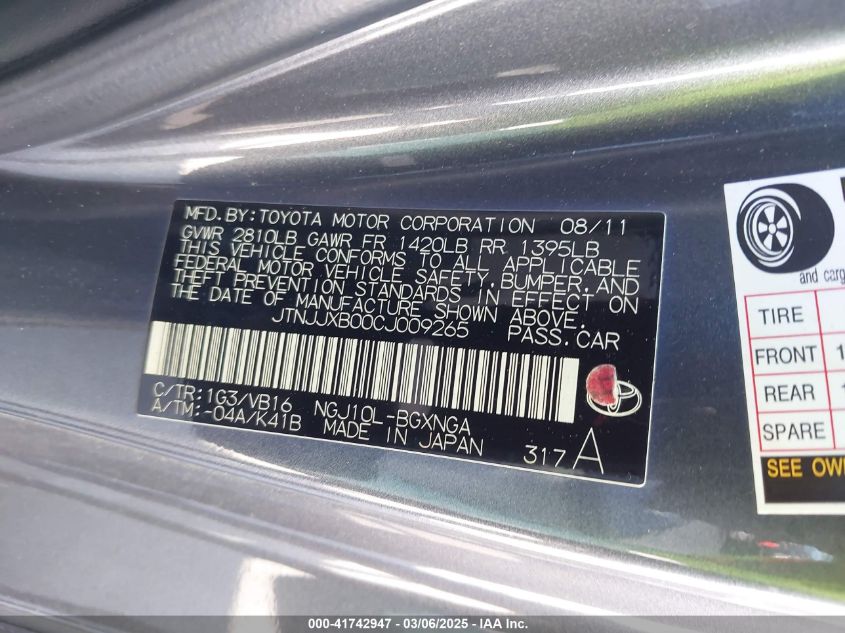 MFD. BY: TOYOTA MOTOR CORPORATION 08/11
GVWR 2810LB GAWR FR 1420LB RR 1395LB
THIS VEHICLE CONFORMS TO ALL APPLICABLE
FEDERAL MOTOR VEHICLE SAFETY, BUMPER, AND
THEFT PREVENTION STANDARDS IN EFFECT ON
THE DATE OF MANUFACTURE SHOWN ABOVE.
JTNJJXB00CJ009265 PASS. CAR
C/TR: 1G3/VB16 NGJ10L-BGXNGA
A/TM: -04A/K41B MADE IN JAPAN
317 A
and carg
TIRE
FRONT 1
REAR 1
SPARE
SEE OW
000-41742947 | 03/06/2025 - IAA Inc.